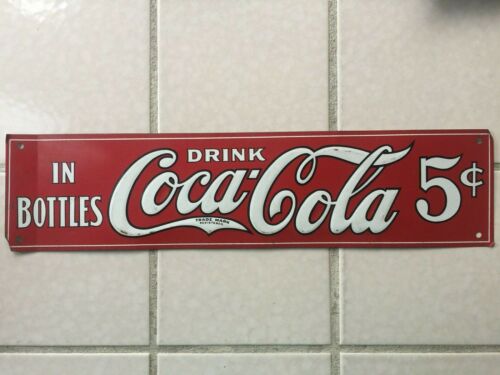 IN
BOTTLES
DRINK
Coca-Cola
TRADE MARK
5¢